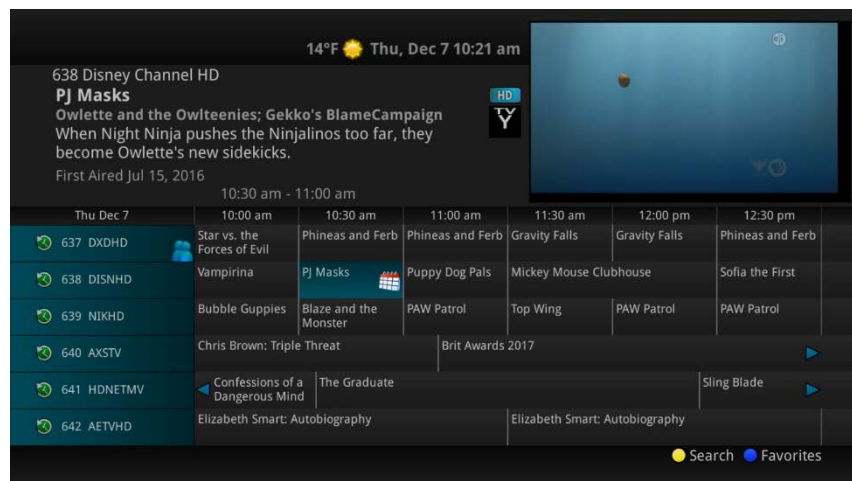 14°F Thu, Dec 7 10:21 am
638 Disney Channel HD
PJ Masks
HD
Owlette and the Owlteenies; Gekko's BlameCampaign
TV
Y
When Night Ninja pushes the Ninjalinos too far, they
become Owlette's new sidekicks.
First Aired Jul 15, 2016
10:30 am - 11:00 am
Thu Dec 7 10:00 am 10:30 am 11:00 am 11:30 am 12:00 pm 12:30 pm
637 DXDHD Star vs. the Phineas and Ferb Phineas and Ferb Gravity Falls Gravity Falls Phineas and Ferb
Forces of Evil
638 DISNHD Vampirina PJ Masks Puppy Dog Pals Mickey Mouse Clubhouse Sofia the First
639 NIKHD Bubble Guppies Blaze and the PAW Patrol Top Wing PAW Patrol PAW Patrol
Monster
640 AXSTV Chris Brown: Triple Threat Brit Awards 2017
641 HDNETMV Confessions of a The Graduate Sling Blade
Dangerous Mind
642 AETVHD Elizabeth Smart: Autobiography Elizabeth Smart: Autobiography
Search Favorites